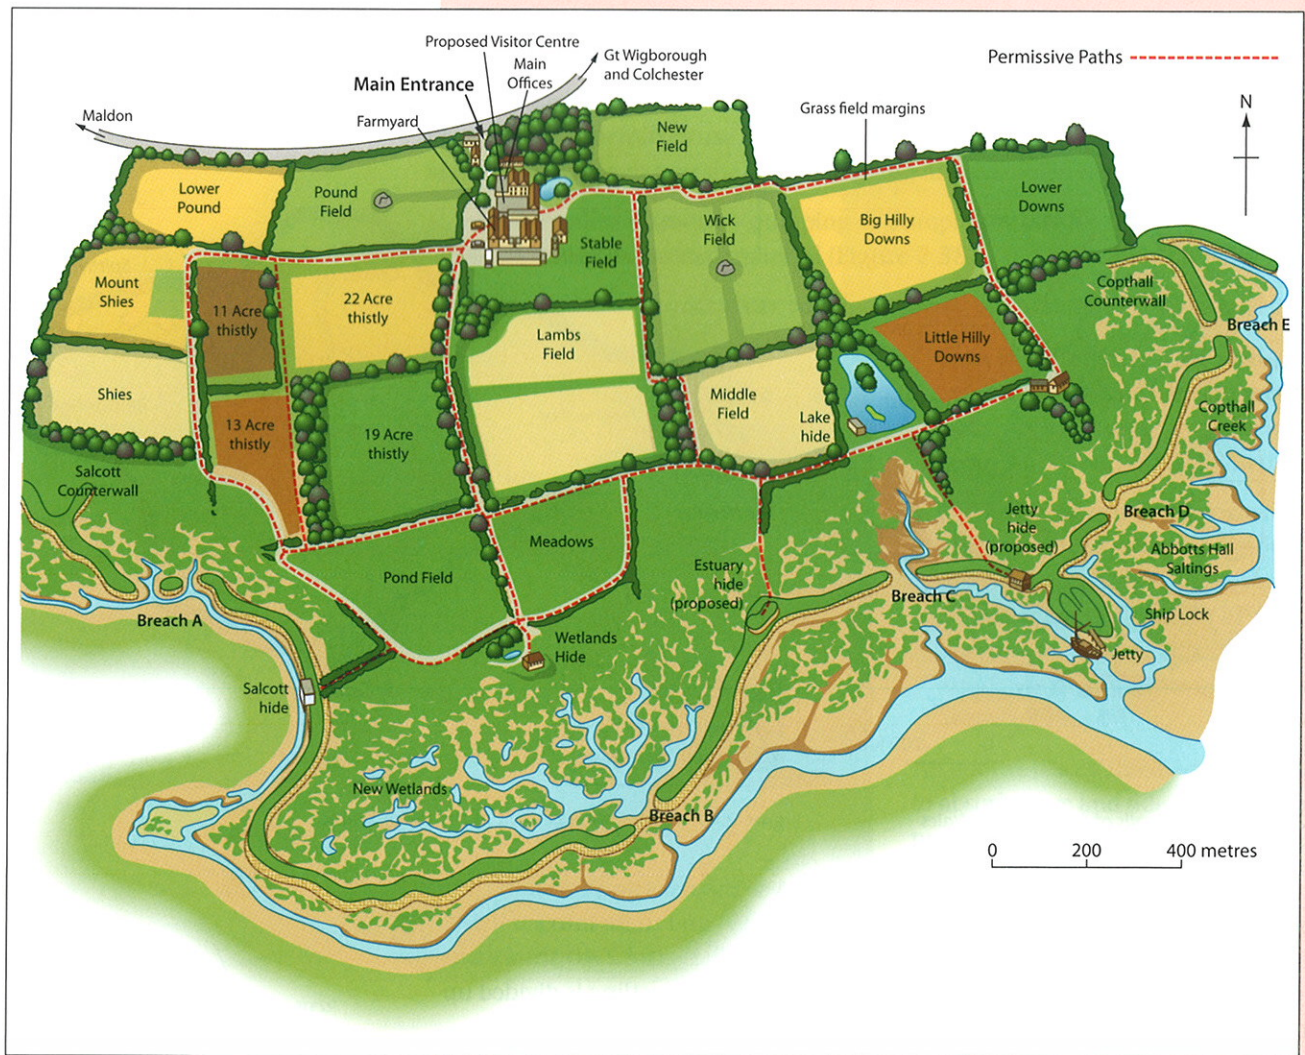 Proposed Visitor Centre
Main
Offices
Gt Wigborough
and Colchester
Permissive Paths
Main Entrance
Maldon
Farmyard
Grass field margins
N
New
Field
Lower
Pound
Pound
Field
Stable
Field
Wick
Field
Big Hilly
Downs
Lower
Downs
Mount
Shies
11 Acre
thistly
22 Acre
thistly
Lambs
Field
Copthall
Counterwall
Breach E
Little Hilly
Downs
Shies
13 Acre
thistly
19 Acre
thistly
Middle
Field
Lake
hide
Copthall
Creek
Salcott
Counterwall
Jetty
hide
(proposed)
Breach D
Abbotts Hall
Saltings
Meadows
Pond Field
Estuary
hide
(proposed)
Breach C
Ship Lock
Breach A
Wetlands
Hide
Jetty
Salcott
hide
New Wetlands
Breach B
0 200 400 metres